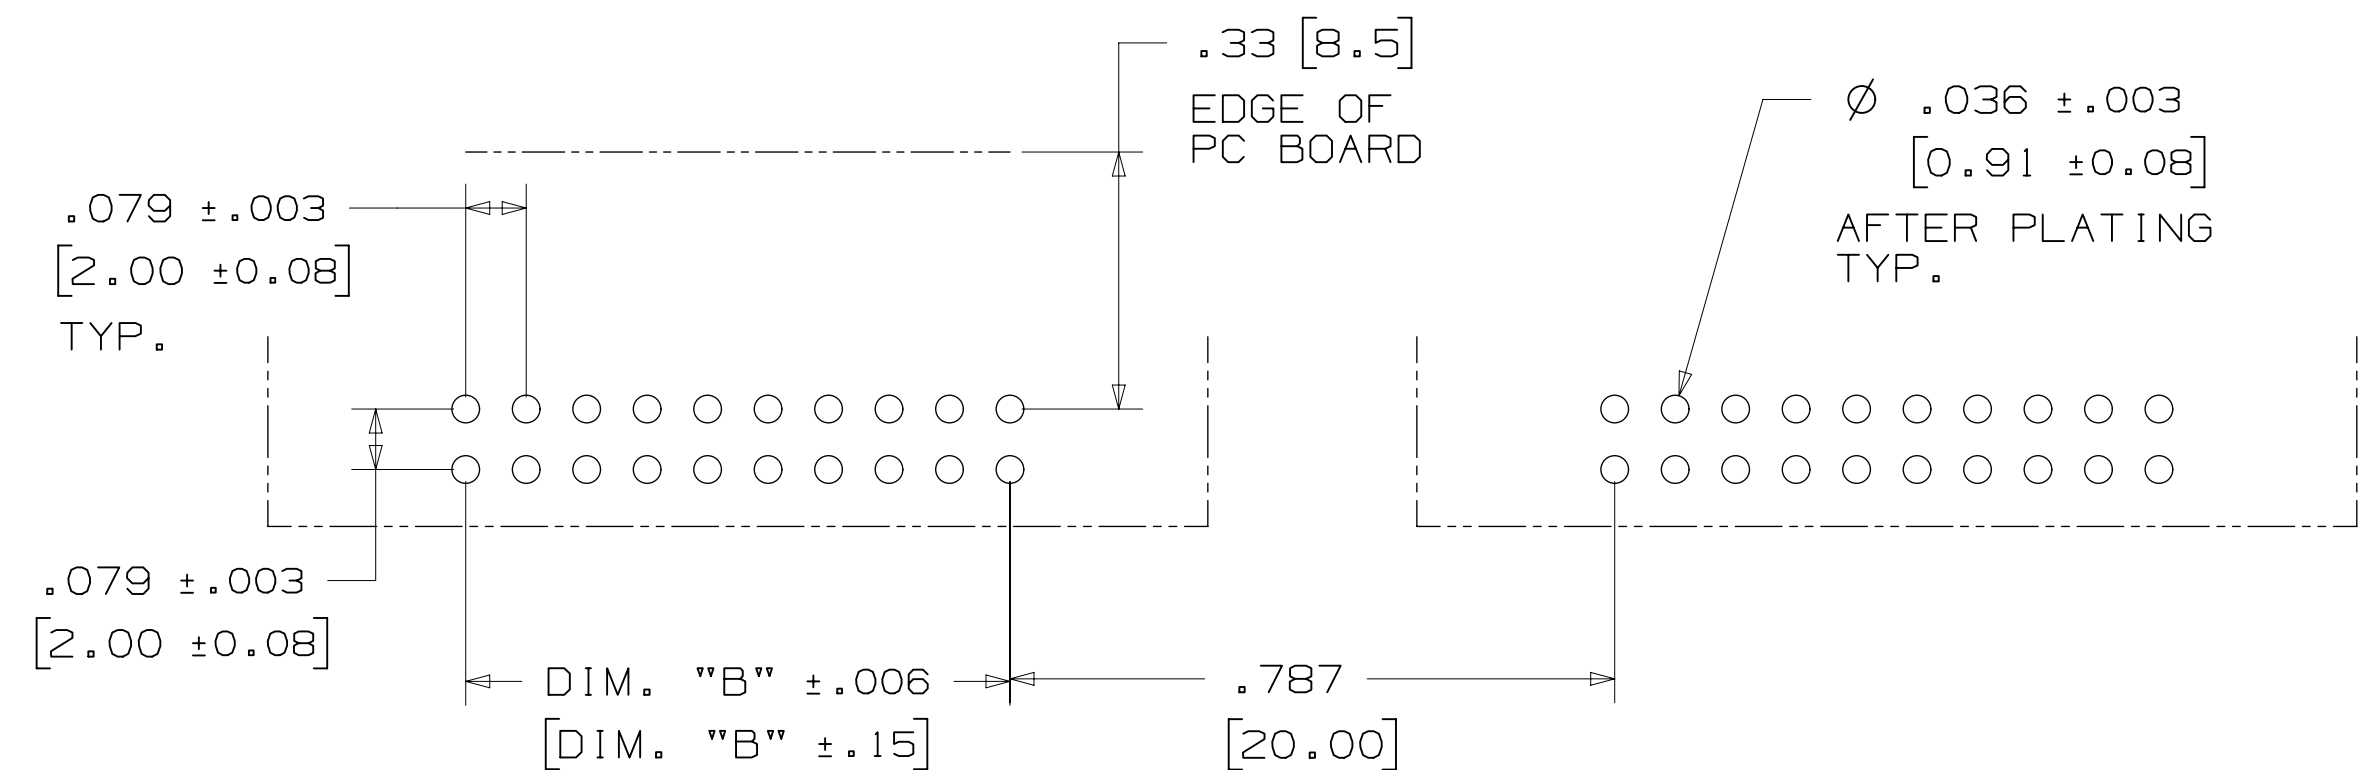 .33 [8.5]
EDGE OF
PC BOARD
Ø .036 ±.003
[0.91 ±0.08]
AFTER PLATING
TYP.
.079 ±.003
[2.00 ±0.08]
TYP.
.079 ±.003
[2.00 ±0.08]
DIM. "B" ±.006
[DIM. "B" ±.15]
.787
[20.00]